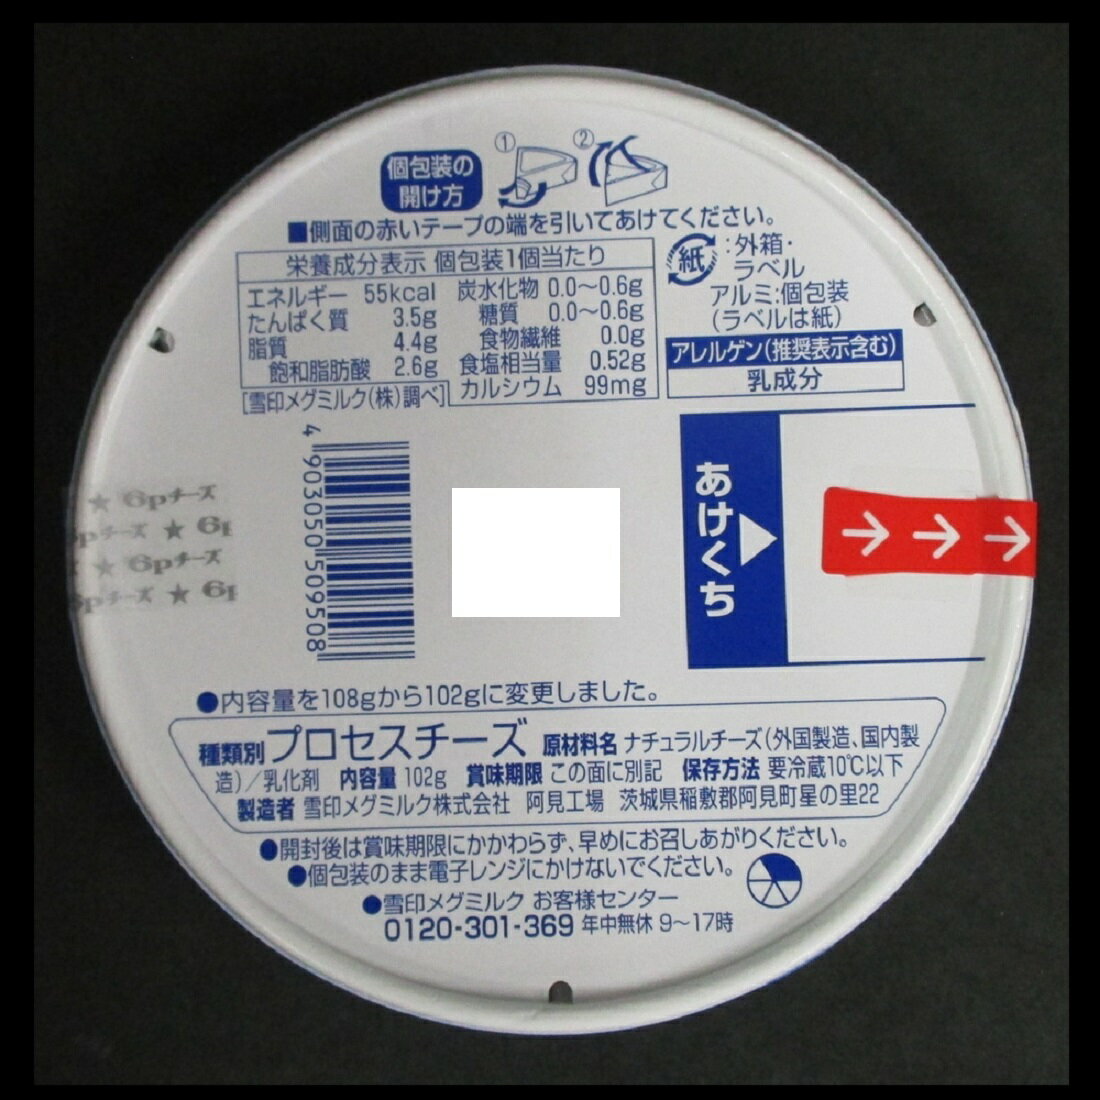 ① ②
個包装の
開け方
■側面の赤いテープの端を引いてあけてください。
栄養成分表示 個包装1個当たり
エネルギー 55kcal
たんぱく質 3.5g
脂質 4.4g
飽和脂肪酸 2.6g
炭水化物 0.0〜0.6g
糖質 0.0〜0.6g
食物繊維 0.0g
食塩相当量 0.52g
カルシウム 99mg
[雪印メグミルク(株)調べ]
紙:外箱・
ラベル
アルミ:個包装
(ラベルは紙)
アレルゲン(推奨表示含む)
乳成分
4 903050 509508
あけくち
★ 6pチーズ
pチーズ ★ 6p
★ 6pチーズ
6pチーズ ★ 6p
●内容量を108gから102gに変更しました。
種類別 プロセスチーズ 原材料名 ナチュラルチーズ(外国製造、国内製
造)/乳化剤 内容量 102g 賞味期限 この面に別記 保存方法 要冷蔵10℃以下
製造者 雪印メグミルク株式会社 阿見工場 茨城県稲敷郡阿見町星の里22
●開封後は賞味期限にかかわらず、早めにお召しあがりください。
●個包装のまま電子レンジにかけないでください。
●雪印メグミルク お客様センター
0120-301-369 年中無休 9〜17時